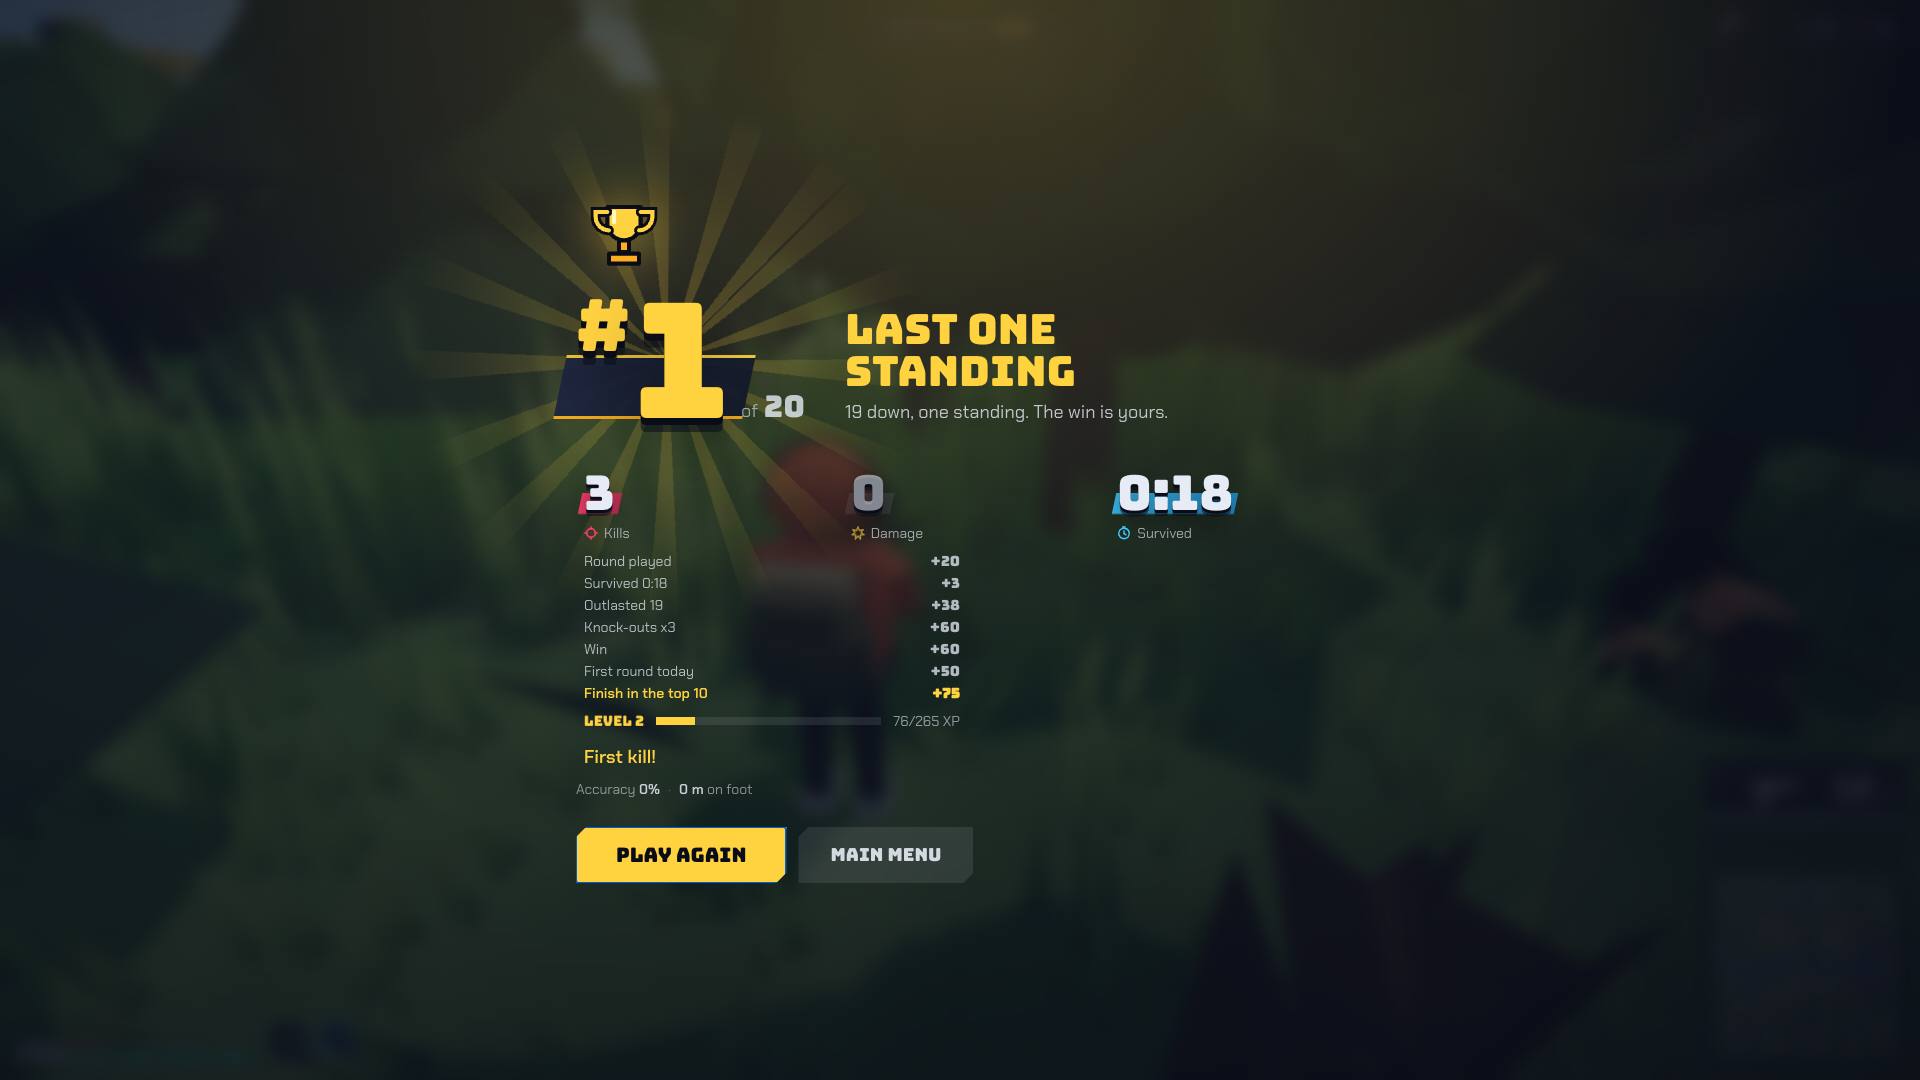 #1 of 20
LAST ONE
STANDING
19 down, one standing. The win is yours.
3
Kills
0
Damage
0:18
Survived
Round played +20
Survived 0:18 +3
Outlasted 19 +38
Knock-outs x3 +60
Win +60
First round today +50
Finish in the top 10 +75
LEVEL 2 76/265 XP
First kill!
Accuracy 0% · 0 m on foot
PLAY AGAIN
MAIN MENU